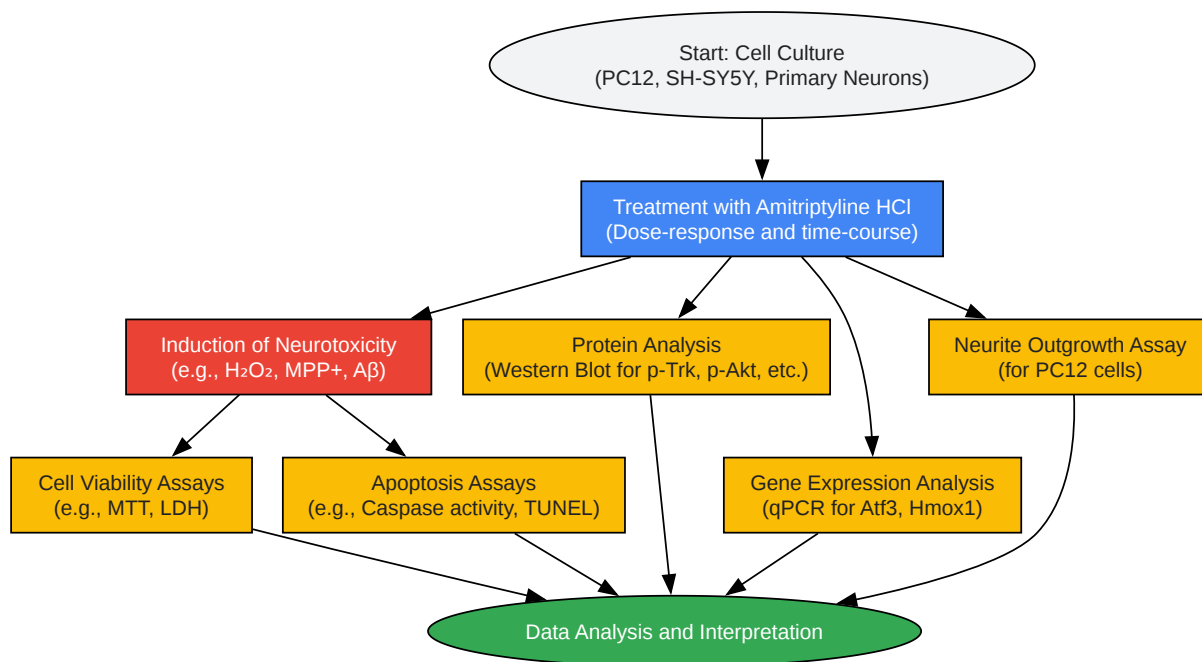 Start: Cell Culture
(PC12, SH-SY5Y, Primary Neurons)
Treatment with Amitriptyline HCl
(Dose-response and time-course)
Induction of Neurotoxicity
(e.g., H₂O₂, MPP+, Aβ)
Protein Analysis
(Western Blot for p-Trk, p-Akt, etc.)
Neurite Outgrowth Assay
(for PC12 cells)
Cell Viability Assays
(e.g., MTT, LDH)
Apoptosis Assays
(e.g., Caspase activity, TUNEL)
Gene Expression Analysis
(qPCR for Atf3, Hmox1)
Data Analysis and Interpretation